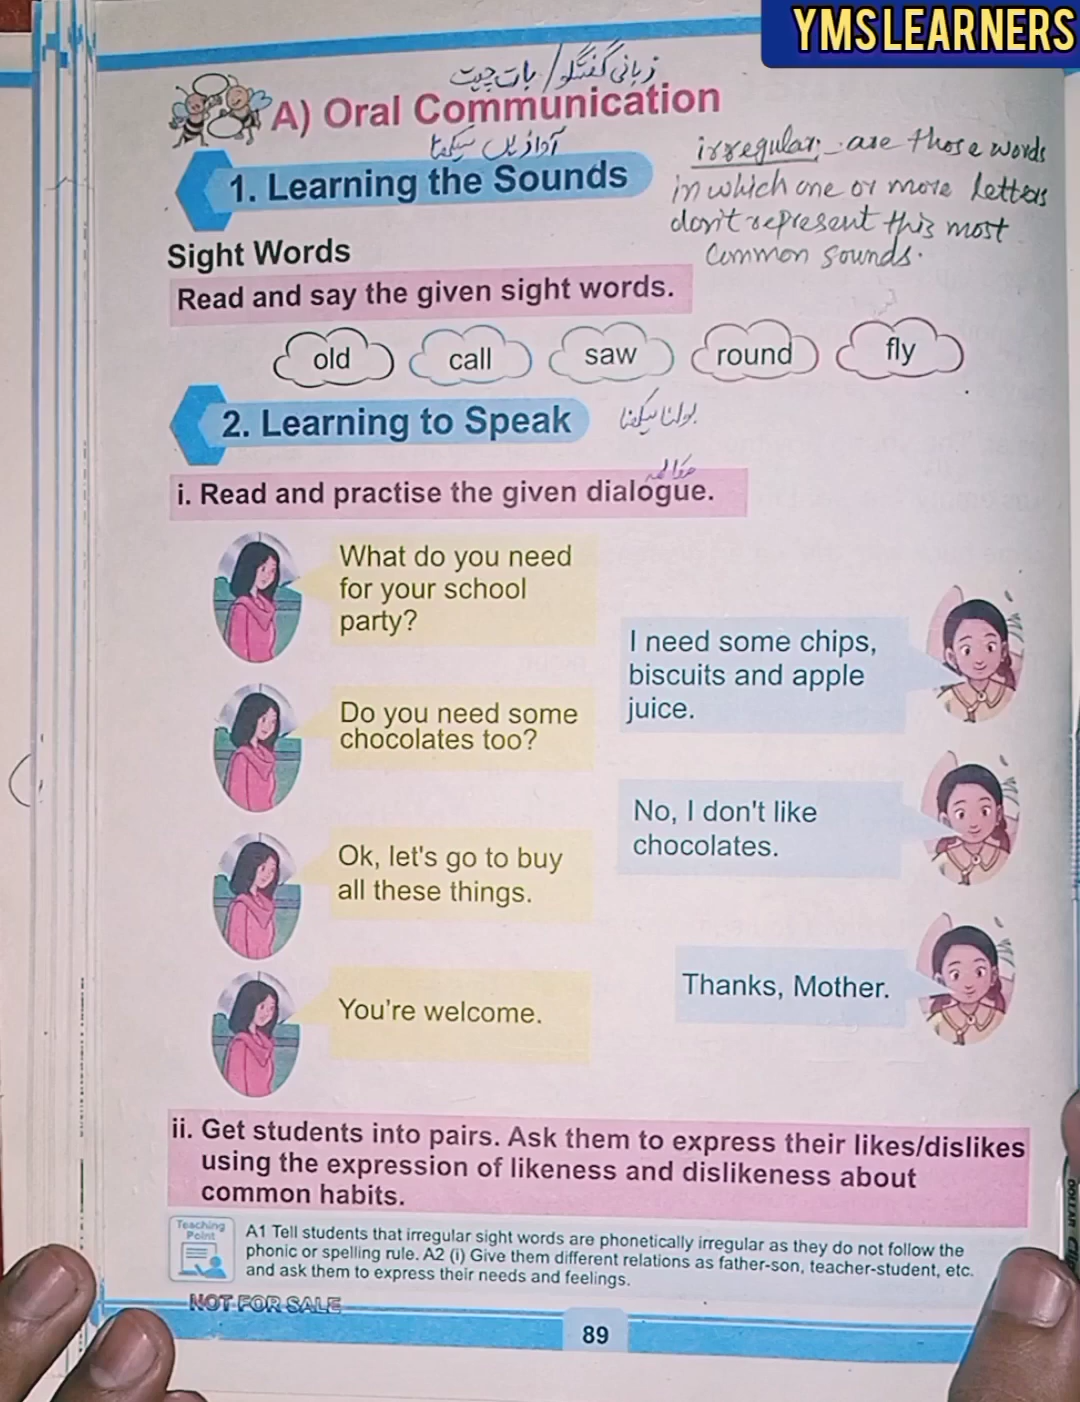 YMS LEARNERS
زبانی گفتگو / بات چیت
A) Oral Communication
آوازیں سیکھنا
1. Learning the Sounds
irregular:- are those words
in which one or more letters
don't represent this most
Common sounds.
Sight Words
Read and say the given sight words.
old call saw round fly
2. Learning to Speak
بولنا سیکھنا
مکالمہ
i. Read and practise the given dialogue.
What do you need
for your school
party?
I need some chips,
biscuits and apple
juice.
Do you need some
chocolates too?
No, I don't like
chocolates.
Ok, let's go to buy
all these things.
Thanks, Mother.
You're welcome.
ii. Get students into pairs. Ask them to express their likes/dislikes
using the expression of likeness and dislikeness about
common habits.
Teaching
Point
A1 Tell students that irregular sight words are phonetically irregular as they do not follow the
phonic or spelling rule. A2 (i) Give them different relations as father-son, teacher-student, etc.
and ask them to express their needs and feelings.
NOT FOR SALE
89
DOLLAR